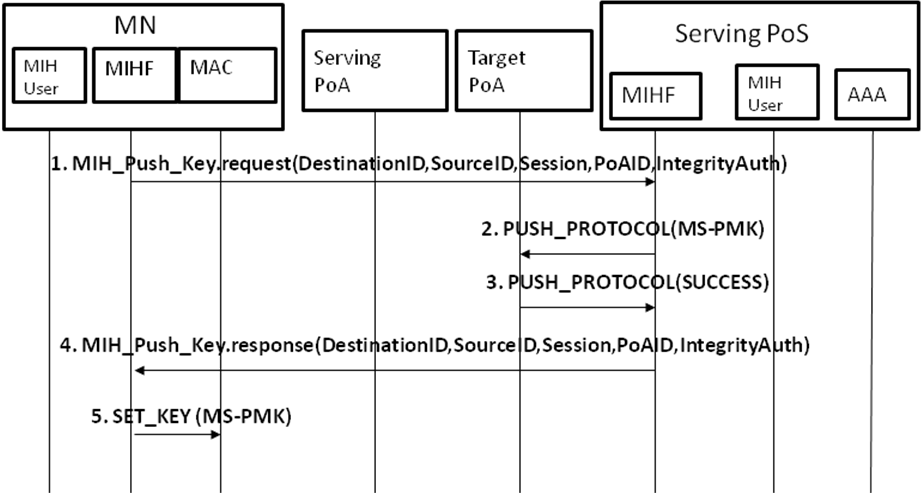 MN
MIH
User
MIHF
MAC
Serving
PoA
Target
PoA
Serving PoS
MIHF
MIH
User
AAA
1. MIH_Push_Key.request(DestinationID,SourceID,Session,PoAID,IntegrityAuth)
2. PUSH_PROTOCOL(MS-PMK)
3. PUSH_PROTOCOL(SUCCESS)
4. MIH_Push_Key.response(DestinationID,SourceID,Session,PoAID,IntegrityAuth)
5. SET_KEY (MS-PMK)